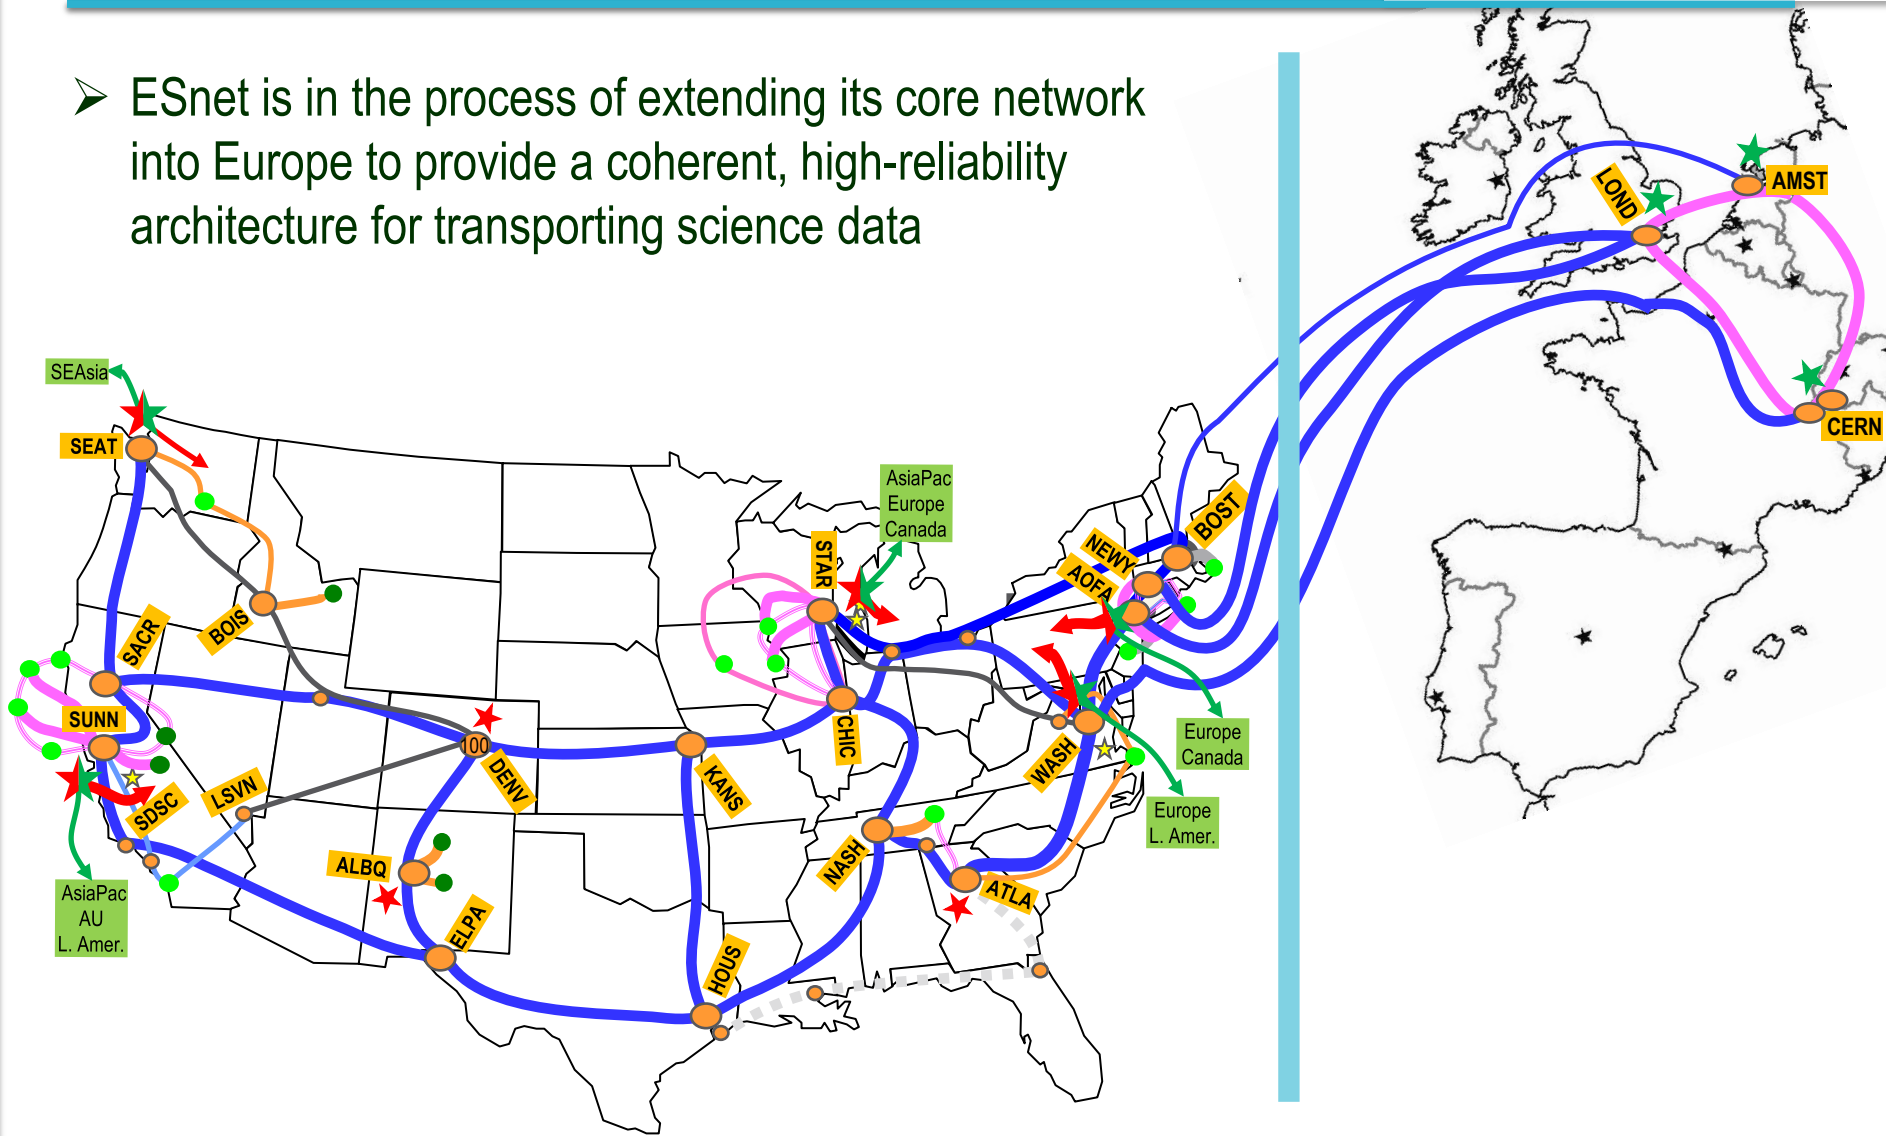 ESnet is in the process of extending its core network
into Europe to provide a coherent, high-reliability
architecture for transporting science data
LOND
AMST
CERN
SEAsia
SEAT
AsiaPac
Europe
Canada
STAR
BOST
NEWY
AOFA
BOIS
SACR
SUNN
SDSC
LSVN
100
DENV
KANS
CHIC
WASH
Europe
Canada
Europe
L. Amer.
NASH
ALBQ
ATLA
AsiaPac
AU
L. Amer.
ELPA
HOUS